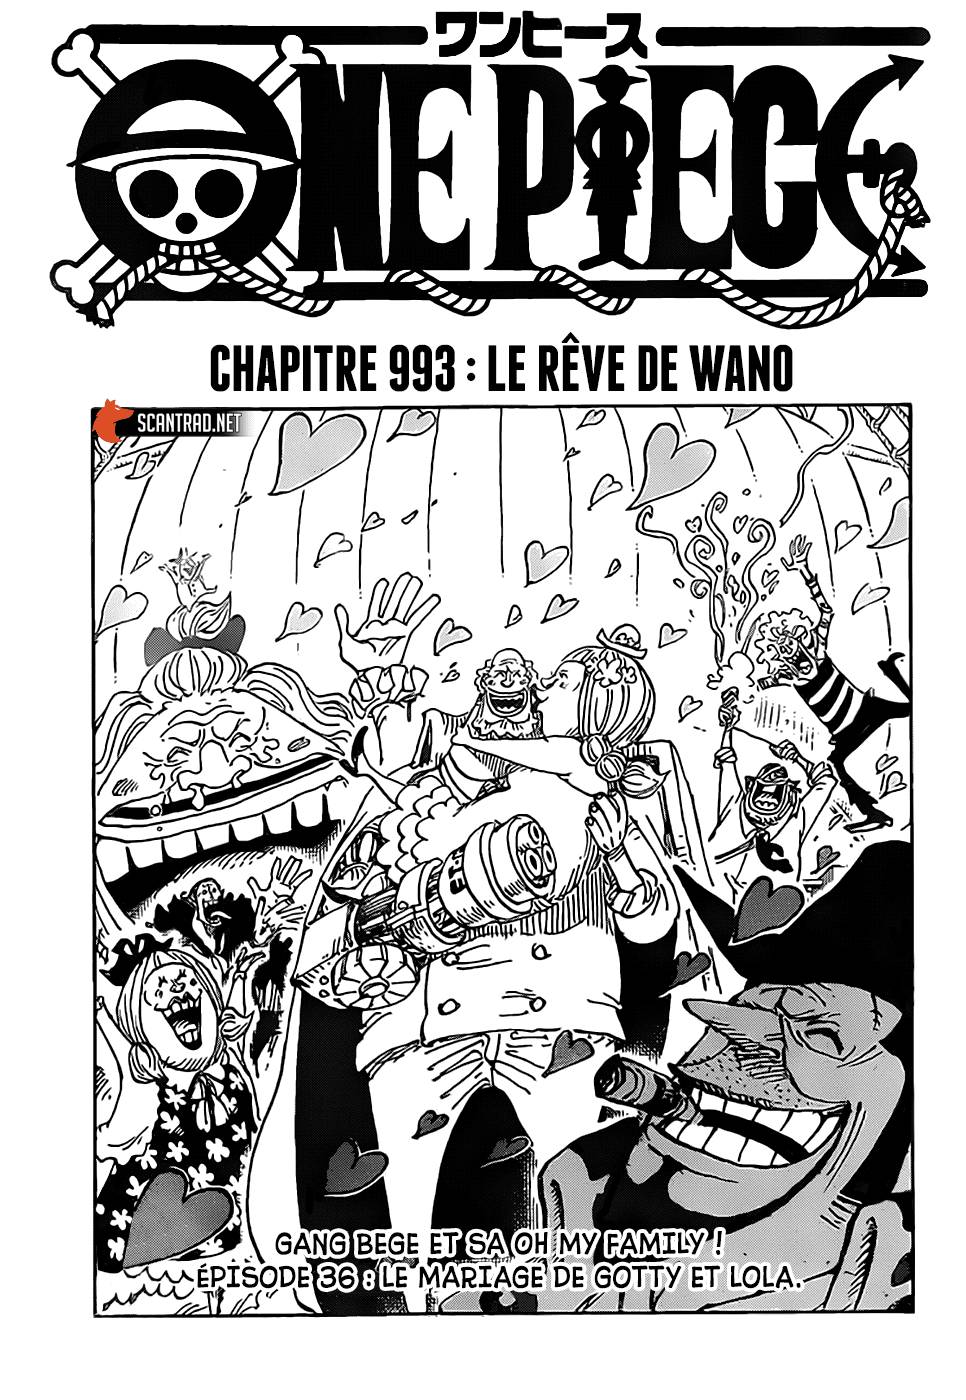 ワンピース
ONE PIECE
CHAPITRE 993 : LE RÊVE DE WANO
SCANTRAD.NET
GANG BEGE ET SA OH MY FAMILY !
ÉPISODE 36 : LE MARIAGE DE GOTTY ET LOLA.